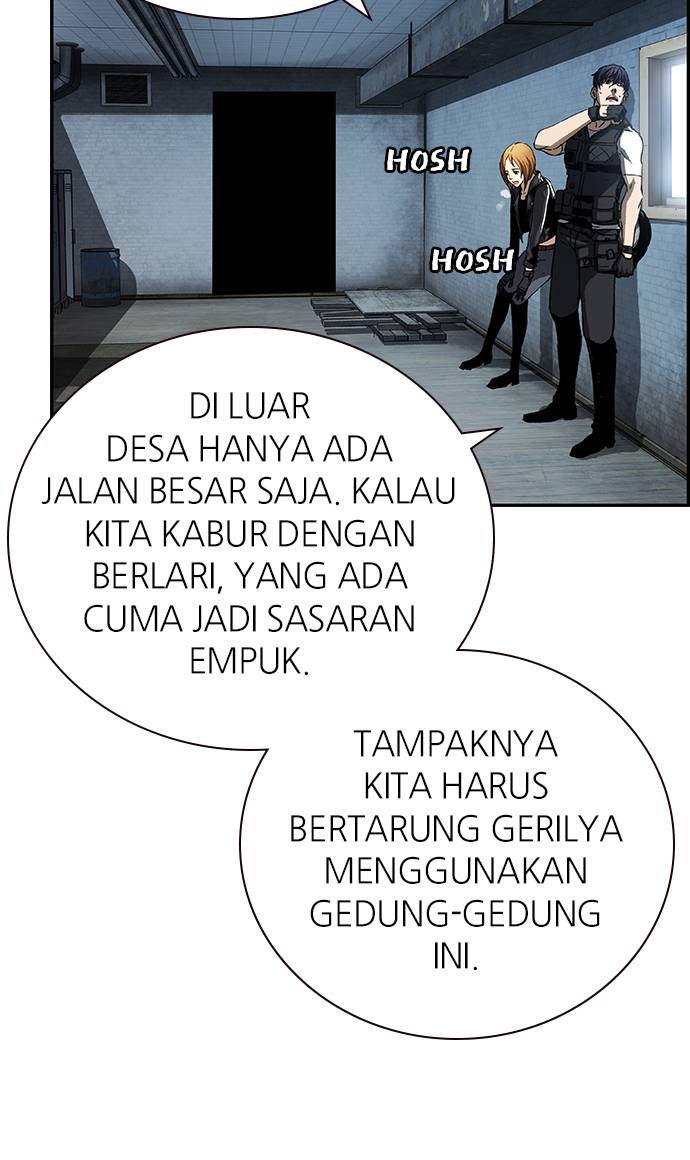 HOSH
HOSH
DI LUAR
DESA HANYA ADA
JALAN BESAR SAJA. KALAU
KITA KABUR DENGAN
BERLARI, YANG ADA
CUMA JADI SASARAN
EMPUK.
TAMPAKNYA
KITA HARUS
BERTARUNG GERILYA
MENGGUNAKAN
GEDUNG-GEDUNG
INI.